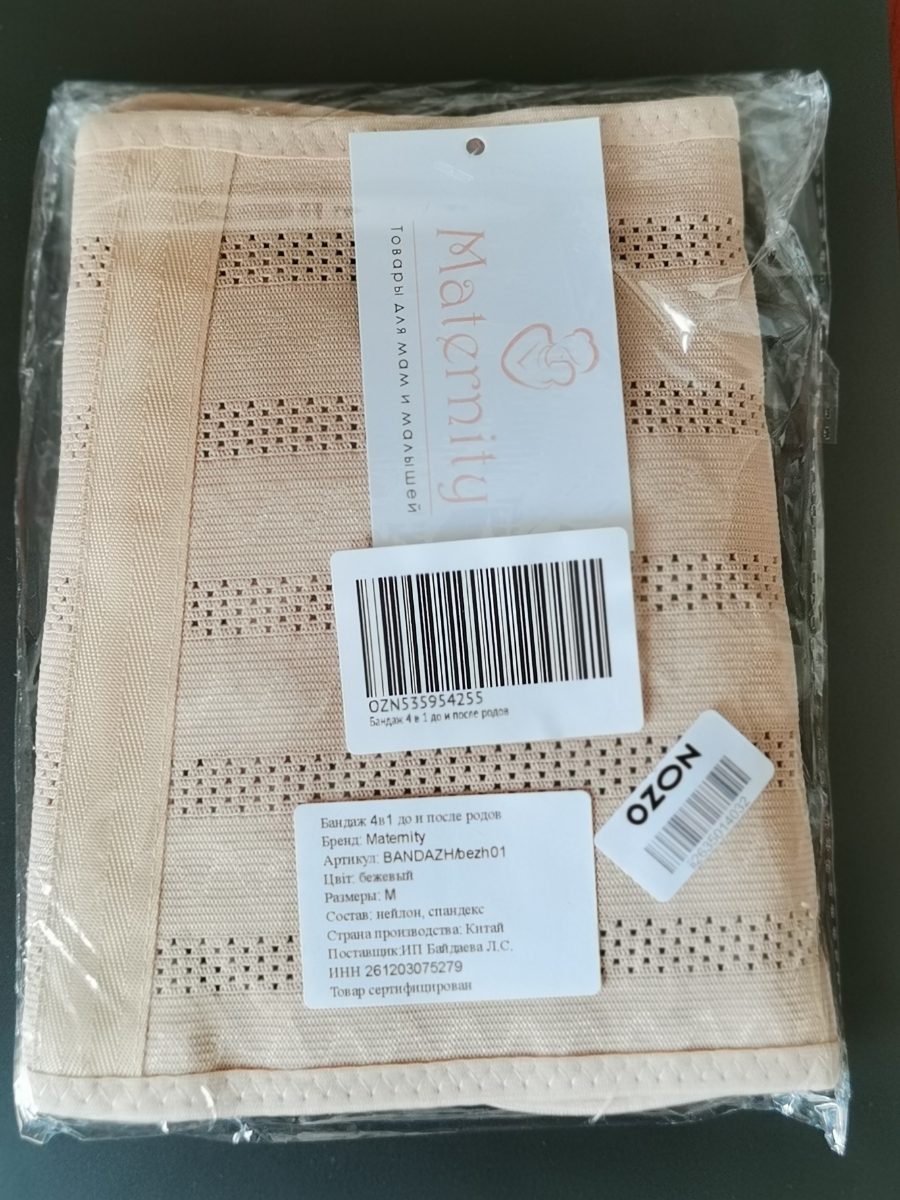 Maternity
Товары для мам и малышей
OZN535954255
Бандаж 4 в 1 до и после родов
OZON
Бандаж 4в1 до и после родов
Бренд: Maternity
Артикул: BANDAZH/bezh01
Цвіт: бежевый
Размеры: M
Состав: нейлон, спандекс
Страна производства: Китай
Поставщик:ИП Байдаева Л.С.
ИНН 261203075279
Товар сертифицирован